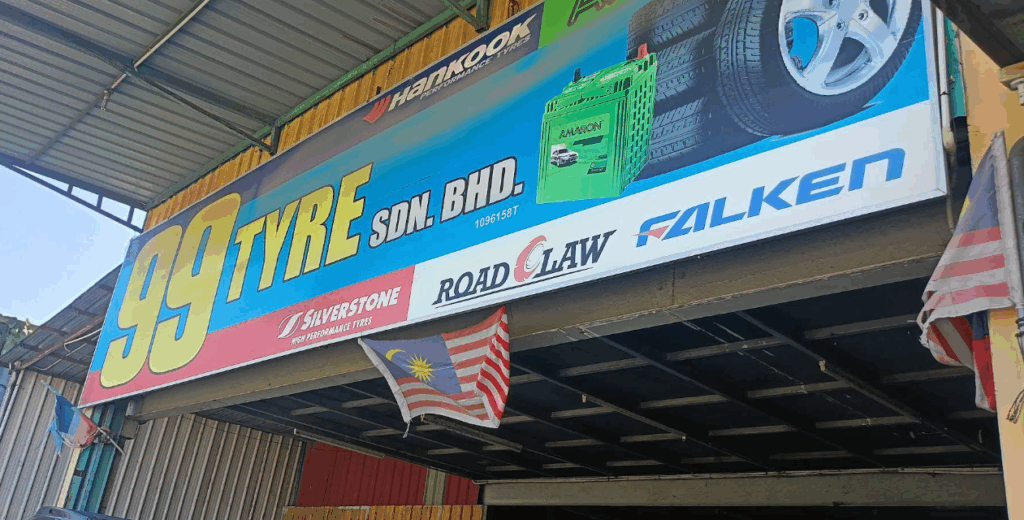 HANKOOK
PERFORMANCE TYRES
AMARON
99 TYRE SDN. BHD.
1096158T
SILVERSTONE
HIGH PERFORMANCE TYRES
ROAD CLAW
FALKEN